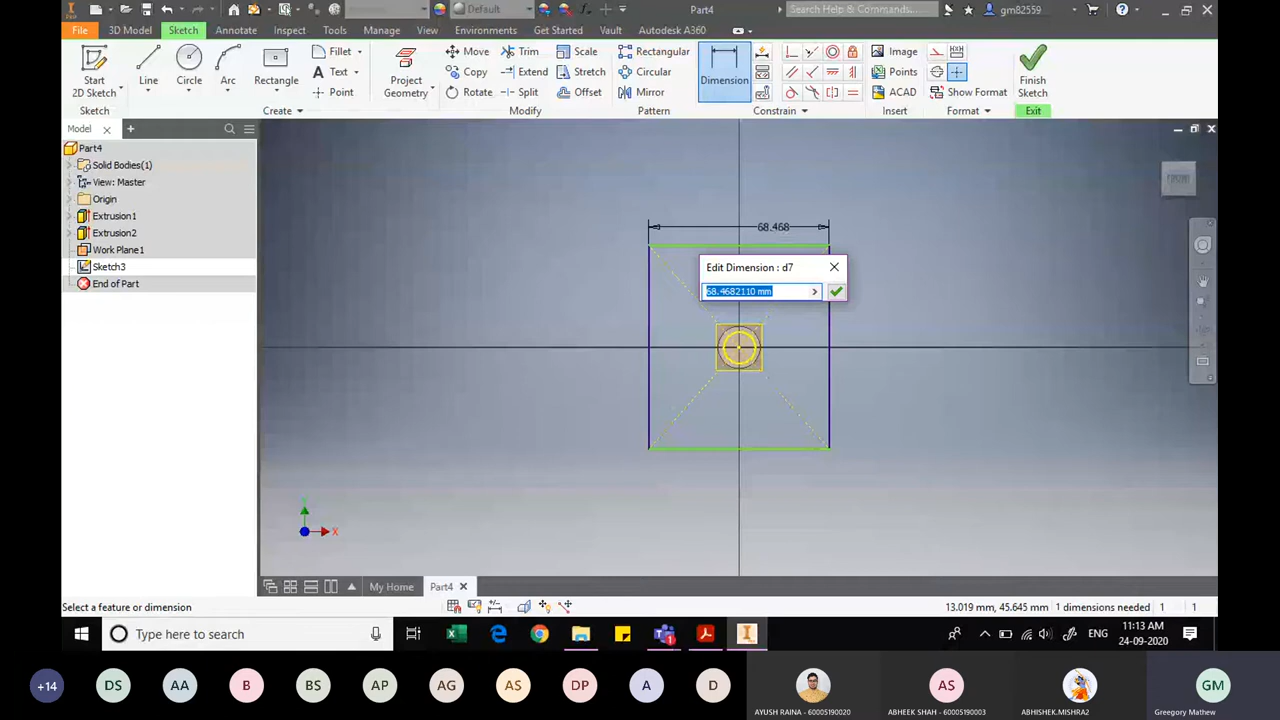 Default
Part4
Search Help & Commands...
gm82559
File
Sketch
3D Model
Annotate
Inspect
Tools
Manage
View
Environments
Get Started
Vault
Autodesk A360
Start
2D Sketch
Line
Circle
Arc
Rectangle
Fillet
Text
Point
Project
Geometry
Move
Copy
Rotate
Trim
Extend
Split
Scale
Stretch
Offset
Rectangular
Circular
Mirror
Dimension
Image
Points
ACAD
Show Format
Finish
Sketch
Sketch
Create
Modify
Pattern
Constrain
Insert
Format
Exit
Model
Part4
Solid Bodies(1)
View: Master
Origin
Extrusion1
Extrusion2
Work Plane1
Sketch3
End of Part
FRONT
68.468
Edit Dimension : d7
68.4682110 mm
X
My Home
Part4
Select a feature or dimension
13.019 mm, 45.645 mm
1 dimensions needed
1
1
Type here to search
ENG
11:13 AM
24-09-2020
+14
DS
AA
B
BS
AP
AG
AS
DP
A
D
AYUSH RAINA - 60005190020
AS
ABHEEK SHAH - 60005190003
ABHISHEK.MISHRA2
GM
Greegory Mathew